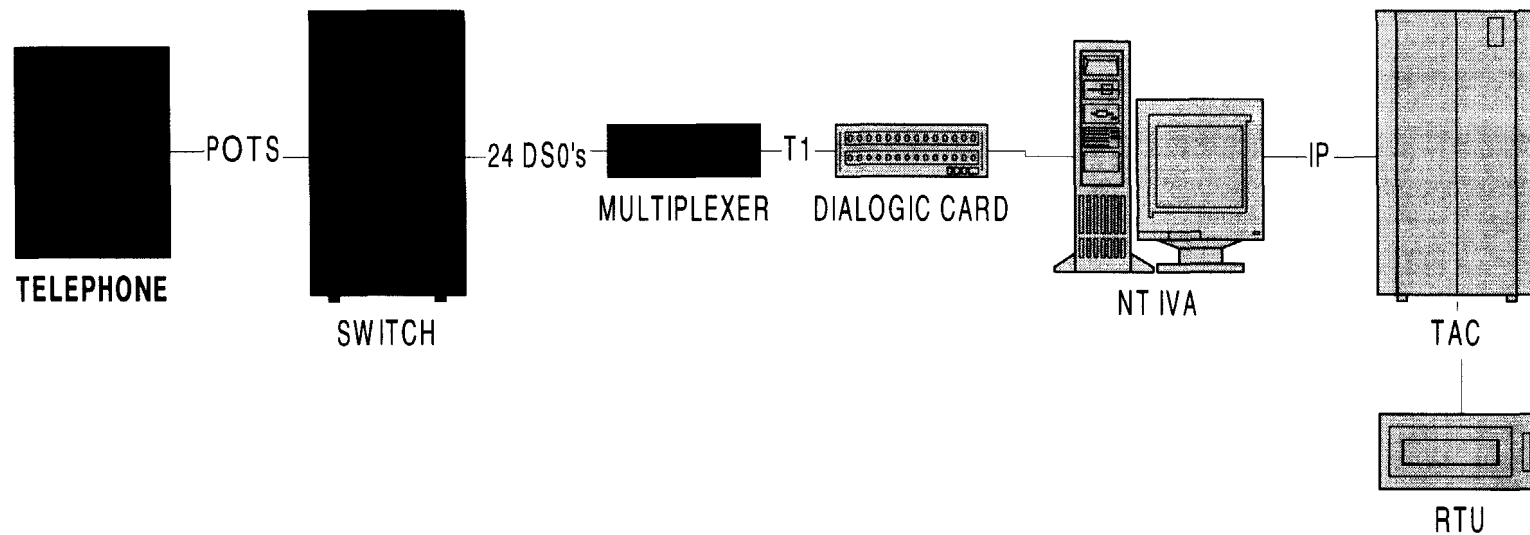 POTS
24 DS0's
T1
IP
MULTIPLEXER
DIALOGIC CARD
TELEPHONE
NT IVA
SWITCH
TAC
RTU